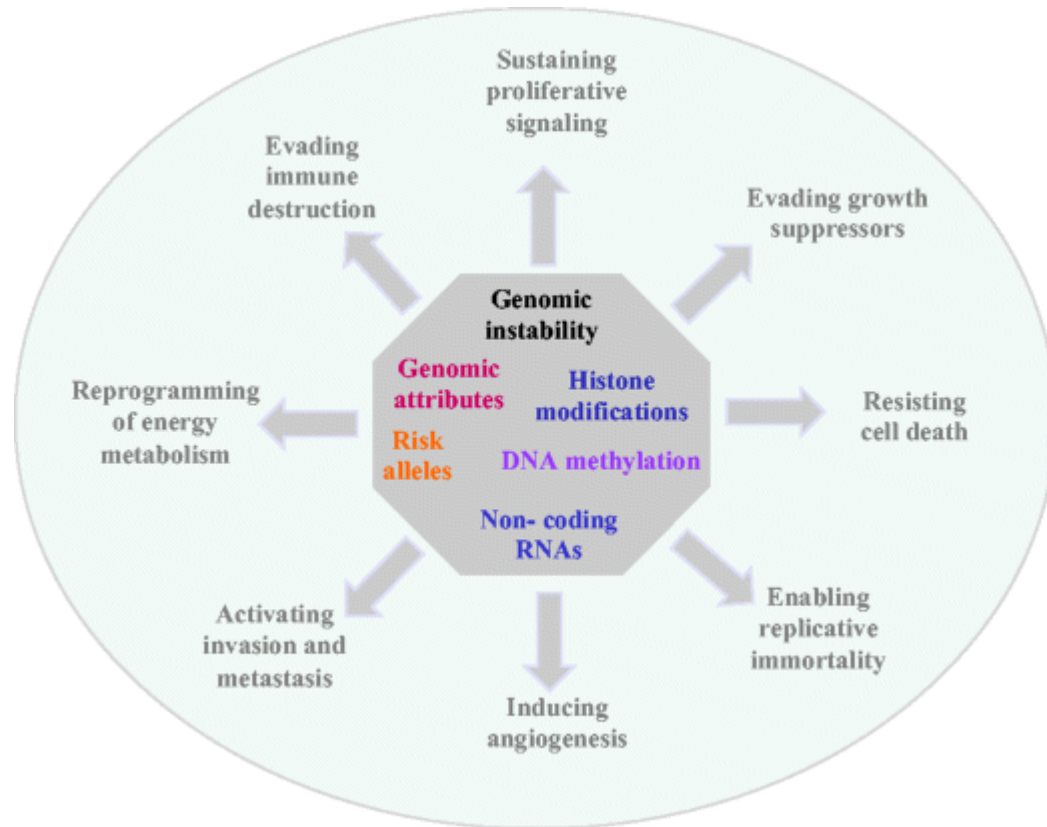 Sustaining
proliferative
signaling
Evading
immune
destruction
Evading growth
suppressors
Genomic
instability
Genomic
attributes
Histone
modifications
Reprogramming
of energy
metabolism
Risk
alleles
DNA methylation
Resisting
cell death
Non- coding
RNAs
Activating
invasion and
metastasis
Enabling
replicative
immortality
Inducing
angiogenesis